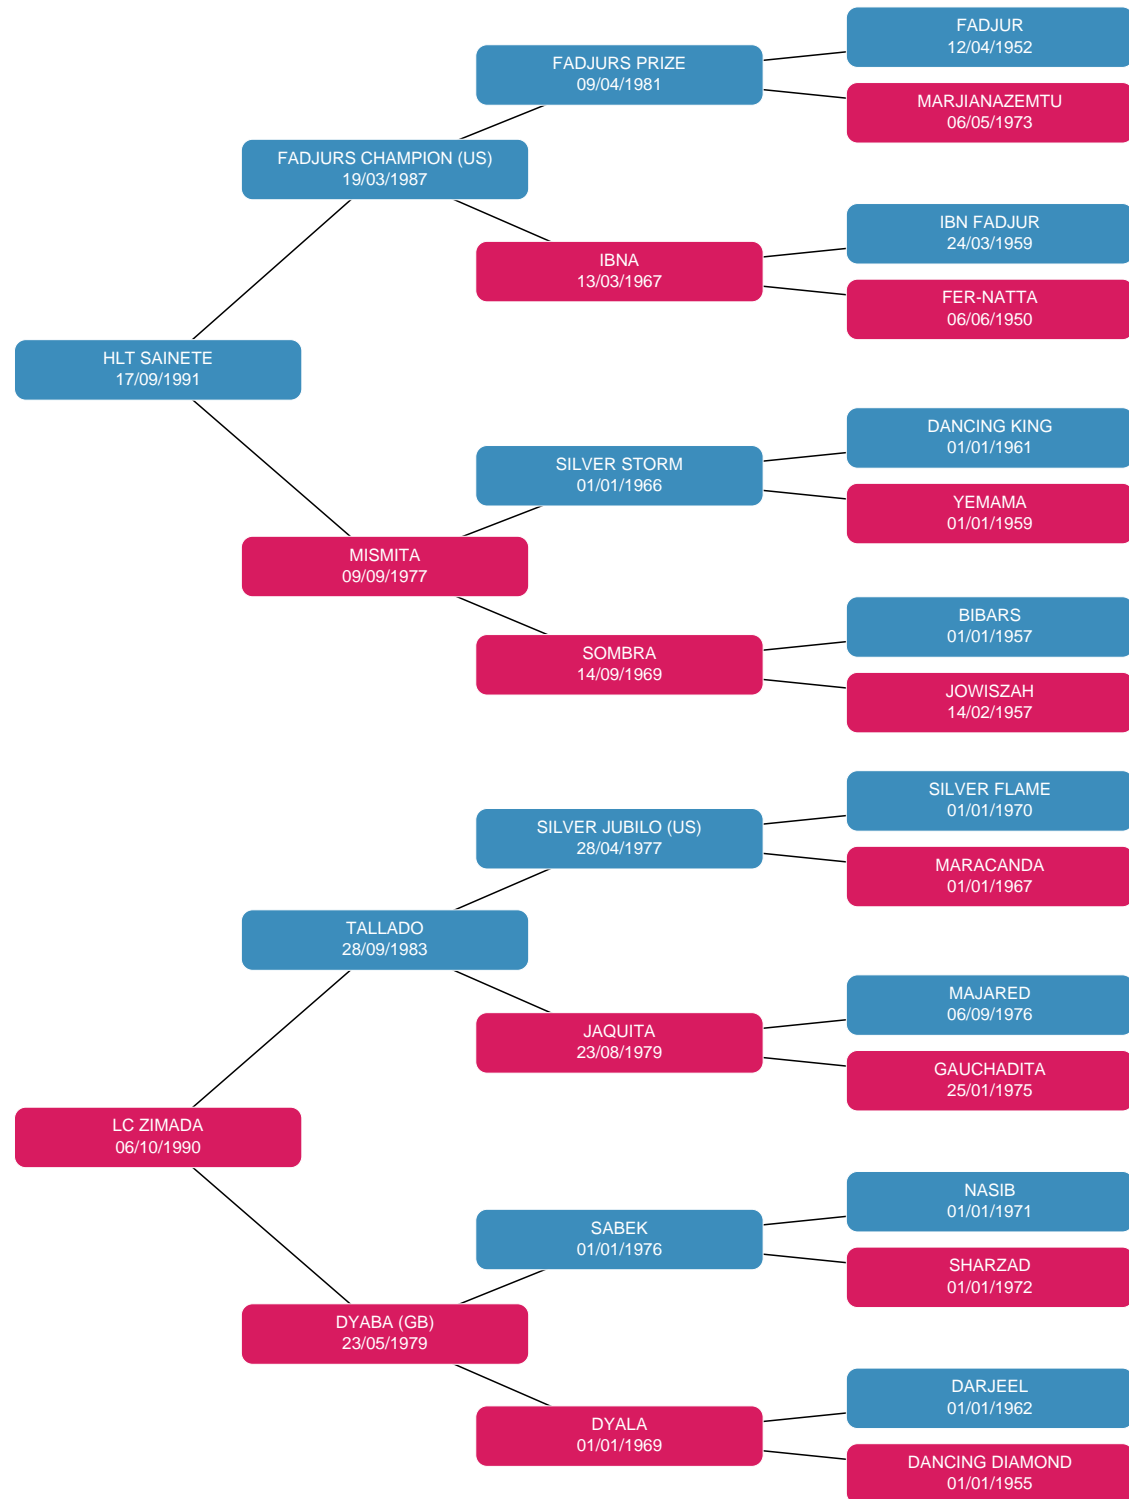 FADJUR
12/04/1952
FADJURS PRIZE
09/04/1981
MARJIANAZEMTU
06/05/1973
FADJURS CHAMPION (US)
19/03/1987
IBN FADJUR
24/03/1959
IBNA
13/03/1967
FER-NATTA
06/06/1950
HLT SAINETE
17/09/1991
DANCING KING
01/01/1961
SILVER STORM
01/01/1966
YEMAMA
01/01/1959
MISMITA
09/09/1977
BIBARS
01/01/1957
SOMBRA
14/09/1969
JOWISZAH
14/02/1957
SILVER FLAME
01/01/1970
SILVER JUBILO (US)
28/04/1977
MARACANDA
01/01/1967
TALLADO
28/09/1983
MAJARED
06/09/1976
JAQUITA
23/08/1979
GAUCHADITA
25/01/1975
LC ZIMADA
06/10/1990
NASIB
01/01/1971
SABEK
01/01/1976
SHARZAD
01/01/1972
DYABA (GB)
23/05/1979
DARJEEL
01/01/1962
DYALA
01/01/1969
DANCING DIAMOND
01/01/1955